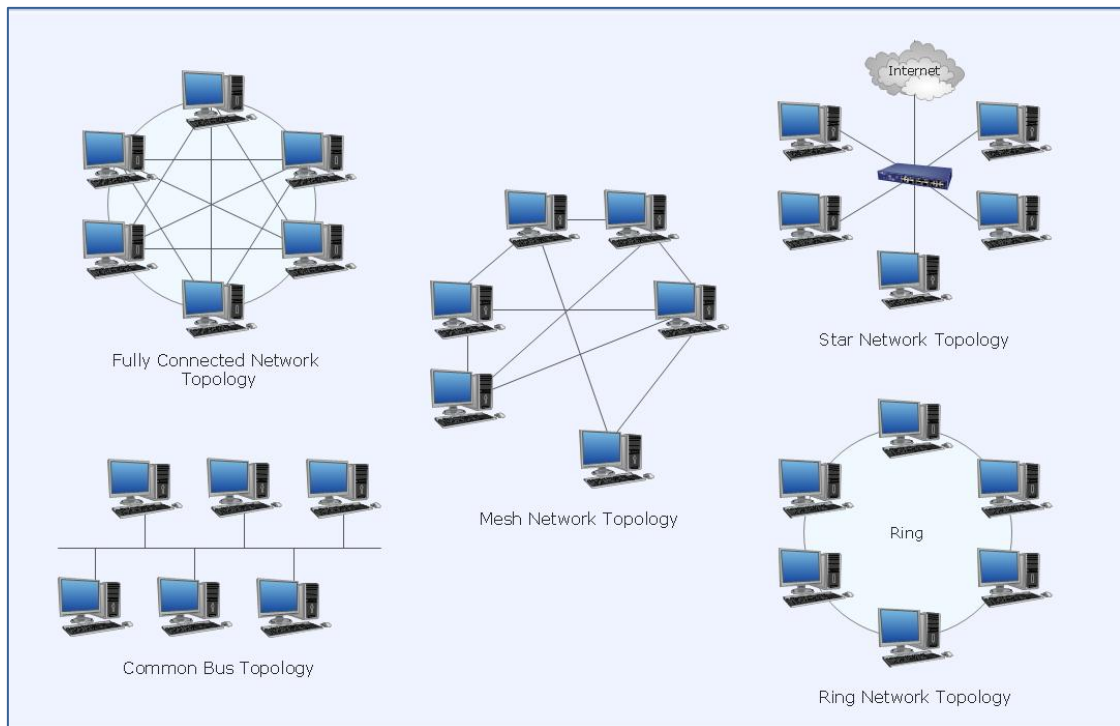 Internet
Fully Connected Network
Topology
Star Network Topology
Mesh Network Topology
Ring
Common Bus Topology
Ring Network Topology